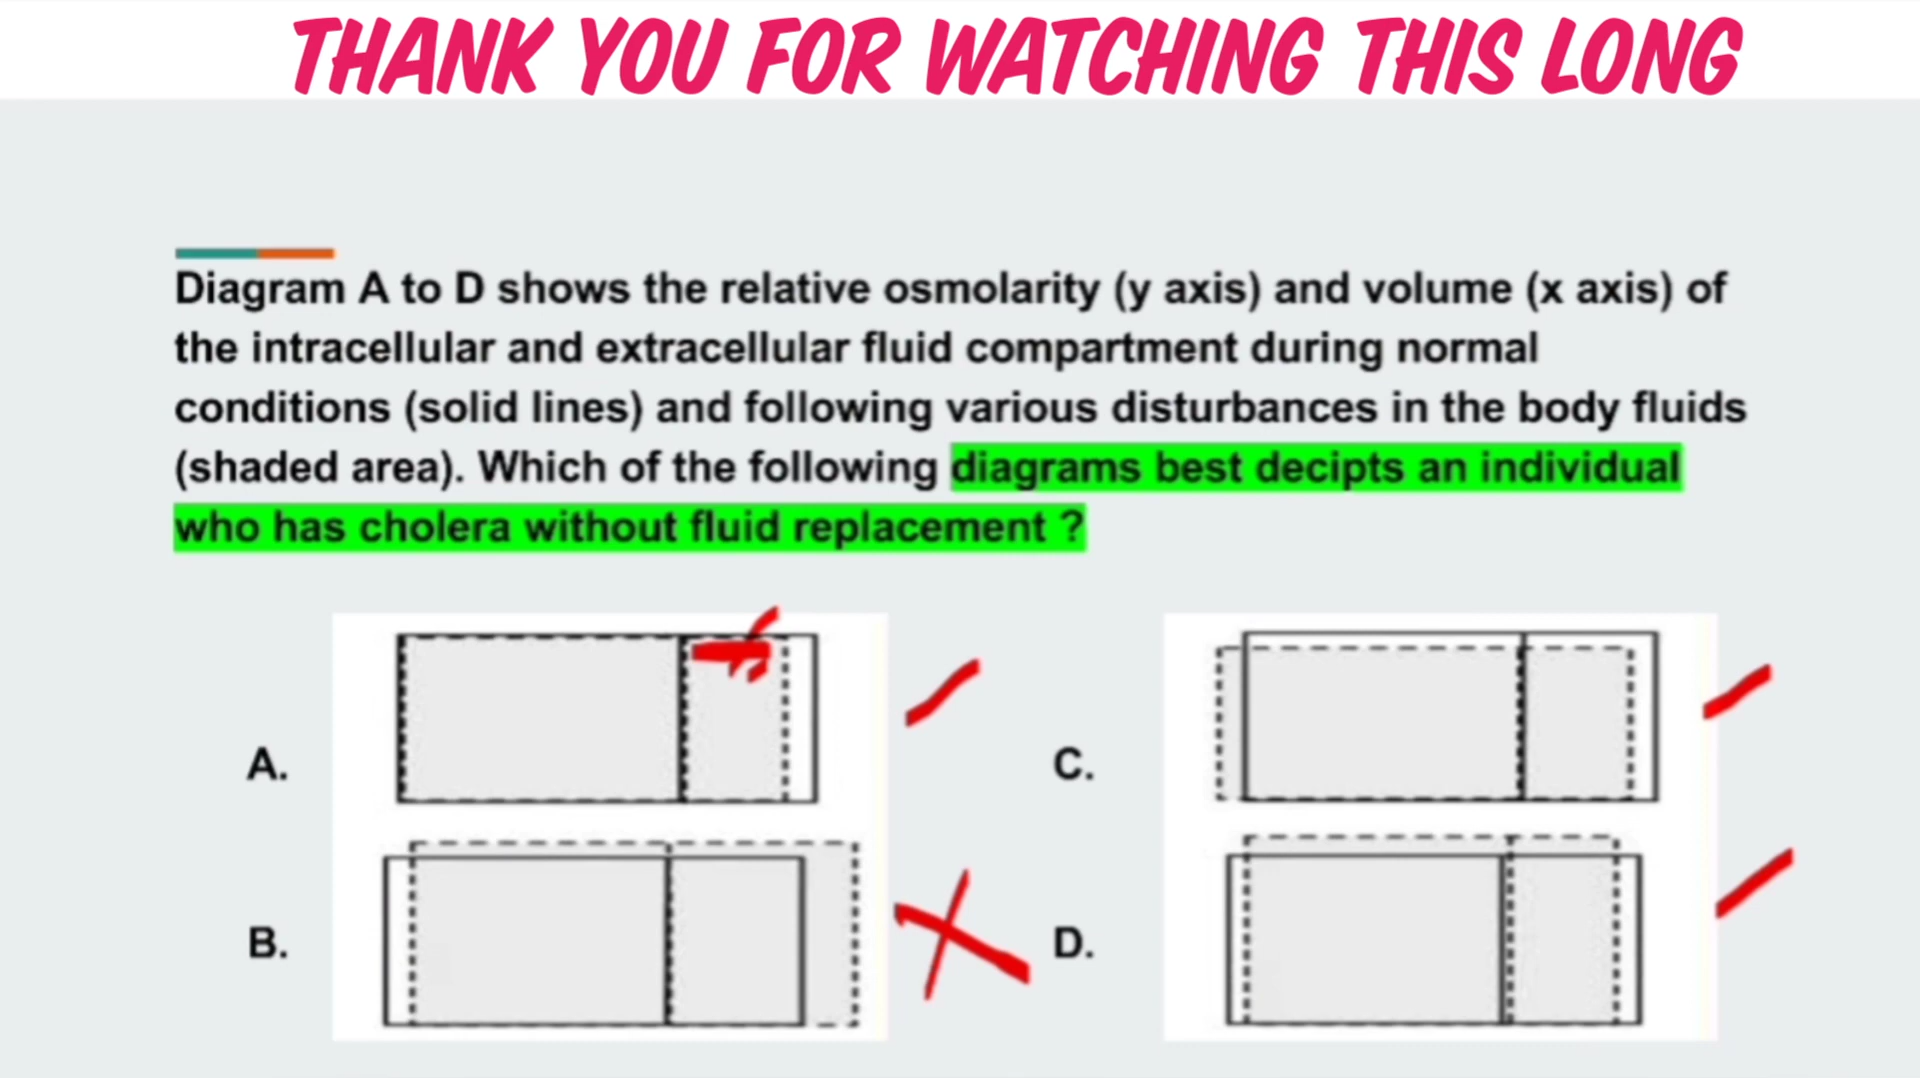 THANK YOU FOR WATCHING THIS LONG
Diagram A to D shows the relative osmolarity (y axis) and volume (x axis) of
the intracellular and extracellular fluid compartment during normal
conditions (solid lines) and following various disturbances in the body fluids
(shaded area). Which of the following diagrams best decipts an individual
who has cholera without fluid replacement ?
A.
C.
B.
D.